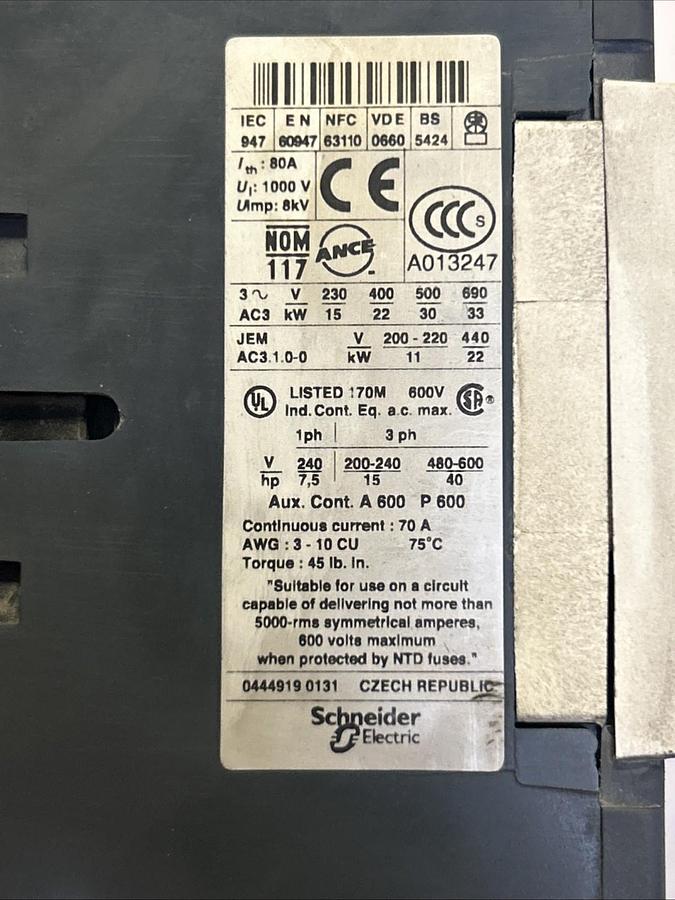 IEC EN NFC VDE BS
947 60947 63110 0660 5424
Ith : 80A
Ui: 1000 V
Uimp: 8kV
CE
CCC S
A013247
NOM
117
ANCE
3 ~ V 230 400 500 690
AC3 kW 15 22 30 33
JEM V 200 - 220 440
AC3.1.0-0 kW 11 22
UL LISTED 170M 600V SA ®
Ind. Cont. Eq. a.c. max.
1ph 3 ph
V 240 200-240 480-600
hp 7,5 15 40
Aux. Cont. A 600 P 600
Continuous current : 70 A
AWG : 3 - 10 CU 75°C
Torque : 45 lb. in.
"Suitable for use on a circuit
capable of delivering not more than
5000-rms symmetrical amperes,
600 volts maximum
when protected by NTD fuses."
0444919 0131 CZECH REPUBLIC
Schneider
Electric